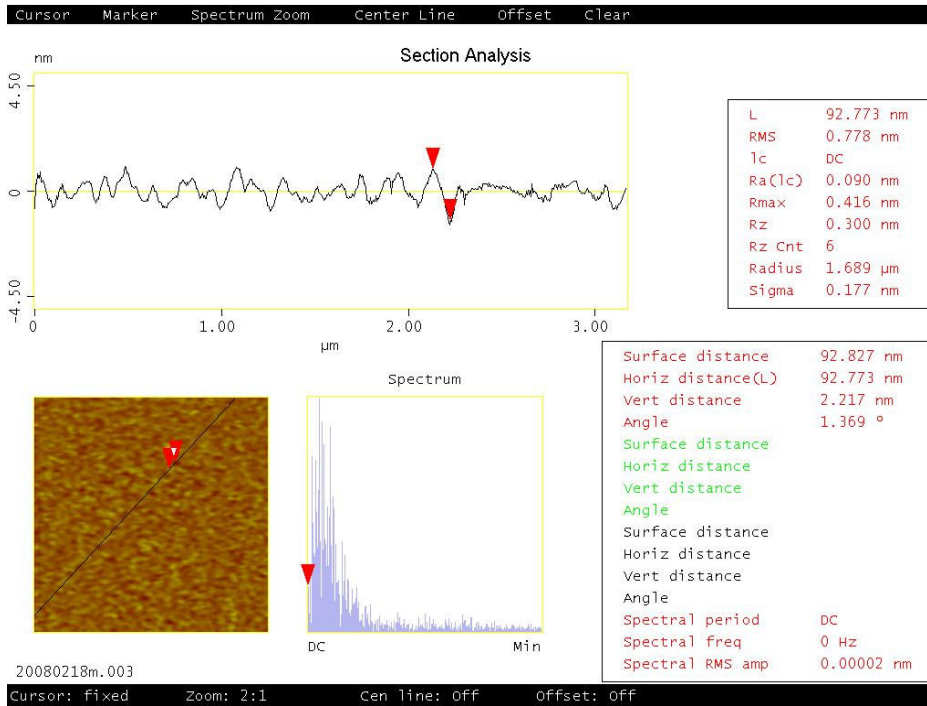 Cursor Marker Spectrum Zoom Center Line Offset Clear
Section Analysis
nm
4.50
0
-4.50
0 1.00 2.00 3.00
µm
L 92.773 nm
RMS 0.778 nm
lc DC
Ra(lc) 0.090 nm
Rmax 0.416 nm
Rz 0.300 nm
Rz Cnt 6
Radius 1.689 µm
Sigma 0.177 nm
Spectrum
DC Min
Surface distance 92.827 nm
Horiz distance(L) 92.773 nm
Vert distance 2.217 nm
Angle 1.369 °
Surface distance
Horiz distance
Vert distance
Angle
Surface distance
Horiz distance
Vert distance
Angle
Spectral period DC
Spectral freq 0 Hz
Spectral RMS amp 0.00002 nm
20080218m.003
Cursor: fixed Zoom: 2:1 Cen line: Off Offset: Off